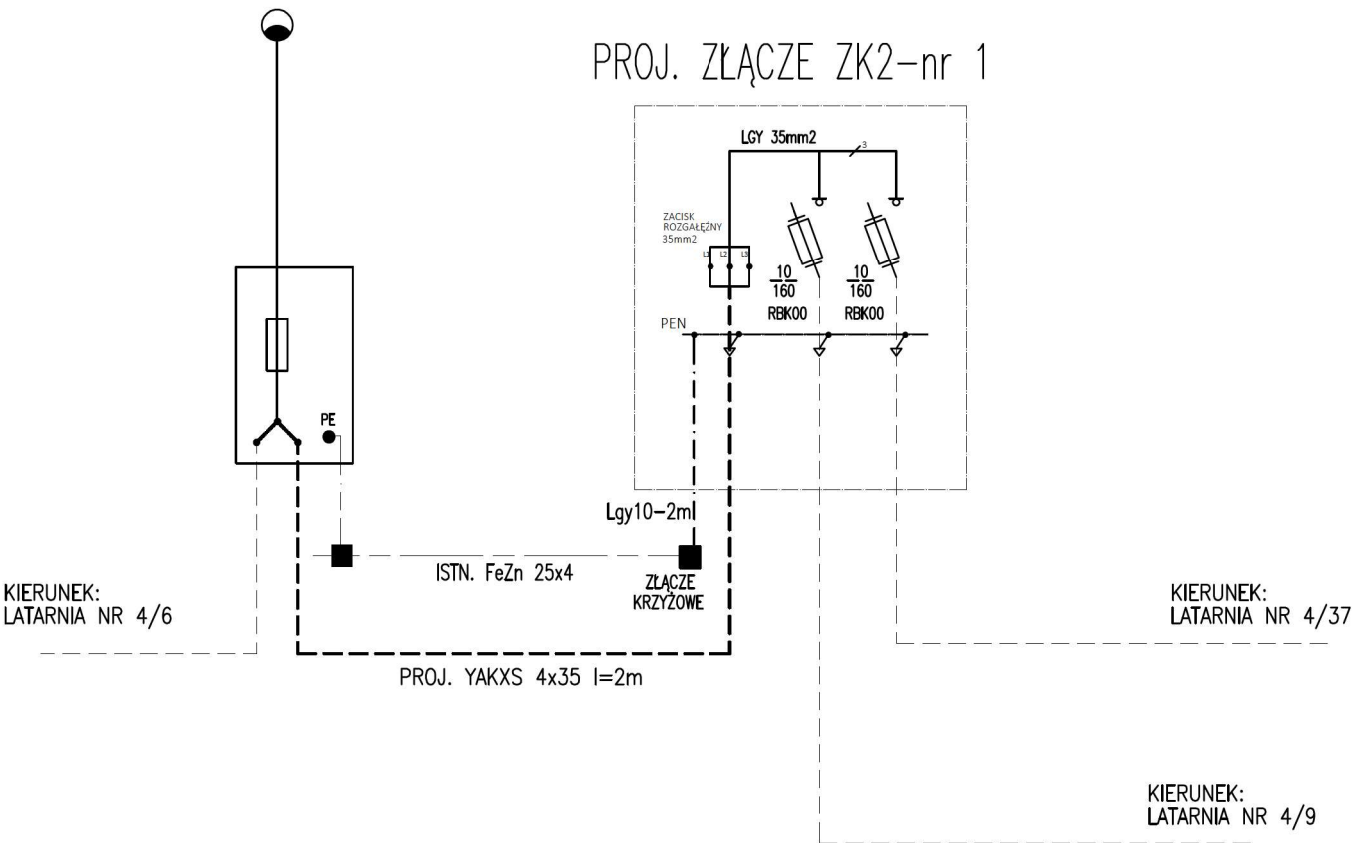 PROJ. ZŁĄCZE ZK2-nr 1
LGY 35mm2
3
ZACISK
ROZGAŁĘŹNY
35mm2
L1 L2 L3
10
160
RBK00
10
160
RBK00
PEN
PE
Lgy10-2m
ISTN. FeZn 25x4
ZŁĄCZE
KRZYŻOWE
KIERUNEK:
LATARNIA NR 4/6
KIERUNEK:
LATARNIA NR 4/37
PROJ. YAKXS 4x35 l=2m
KIERUNEK:
LATARNIA NR 4/9